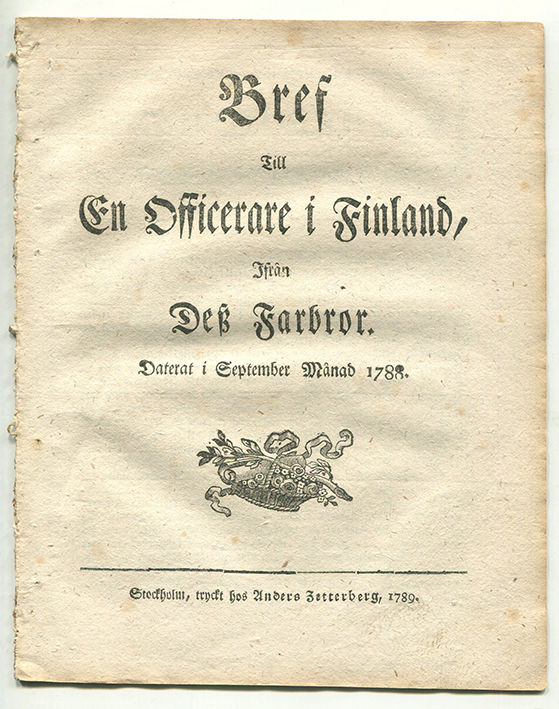 Bref
Till
En Officerare i Finland,
Ifrån
Deß Farbror.
Daterat i September Månad 1788.
Stockholm, tryckt hos Anders Zetterberg, 1789.